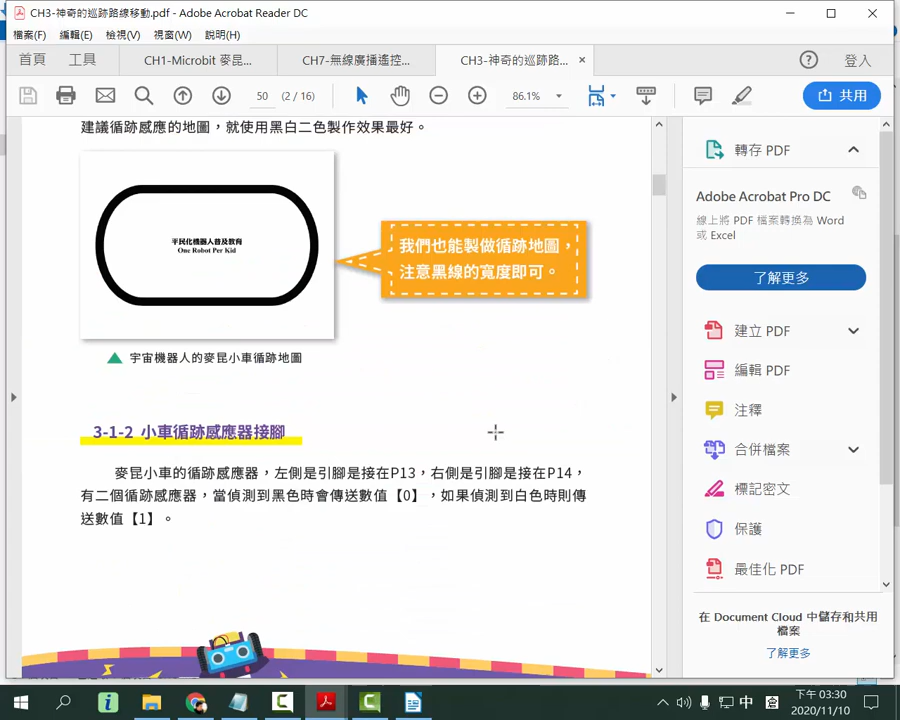 CH3-神奇的巡跡路線移動.pdf - Adobe Acrobat Reader DC
檔案(F) 編輯(E) 檢視(V) 視窗(W) 說明(H)
首頁 工具 CH1-Microbit 麥昆... CH7-無線廣播遙控... CH3-神奇的巡跡路... × 登入
50 (2 / 16) 86.1% 共用
建議循跡感應的地圖，就使用黑白二色製作效果最好。
平民化機器人普及教育
One Robot Per Kid
我們也能製做循跡地圖，
注意黑線的寬度即可。
宇宙機器人的麥昆小車循跡地圖
3-1-2 小車循跡感應器接腳
麥昆小車的循跡感應器，左側是引腳是接在P13，右側是引腳是接在P14，
有二個循跡感應器，當偵測到黑色時會傳送數值【0】，如果偵測到白色時則傳
送數值【1】。
轉存 PDF
Adobe Acrobat Pro DC
線上將 PDF 檔案轉換為 Word
或 Excel
了解更多
建立 PDF
編輯 PDF
注釋
合併檔案
標記密文
保護
最佳化 PDF
在 Document Cloud 中儲存和共用
檔案
了解更多
中
下午 03:30
2020/11/10